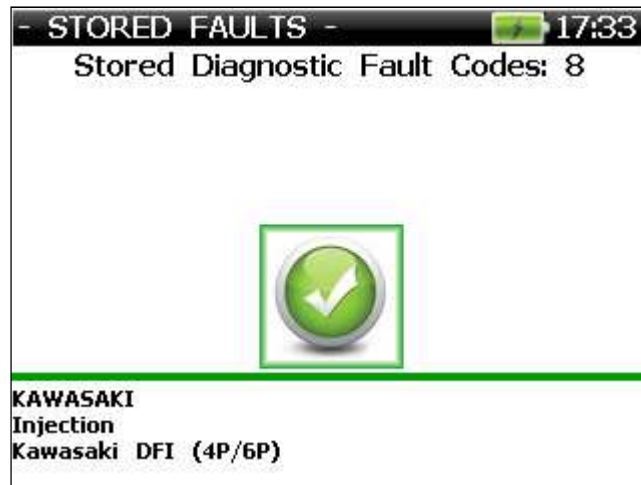 - STORED FAULTS - 17:33
Stored Diagnostic Fault Codes: 8
KAWASAKI
Injection
Kawasaki DFI (4P/6P)